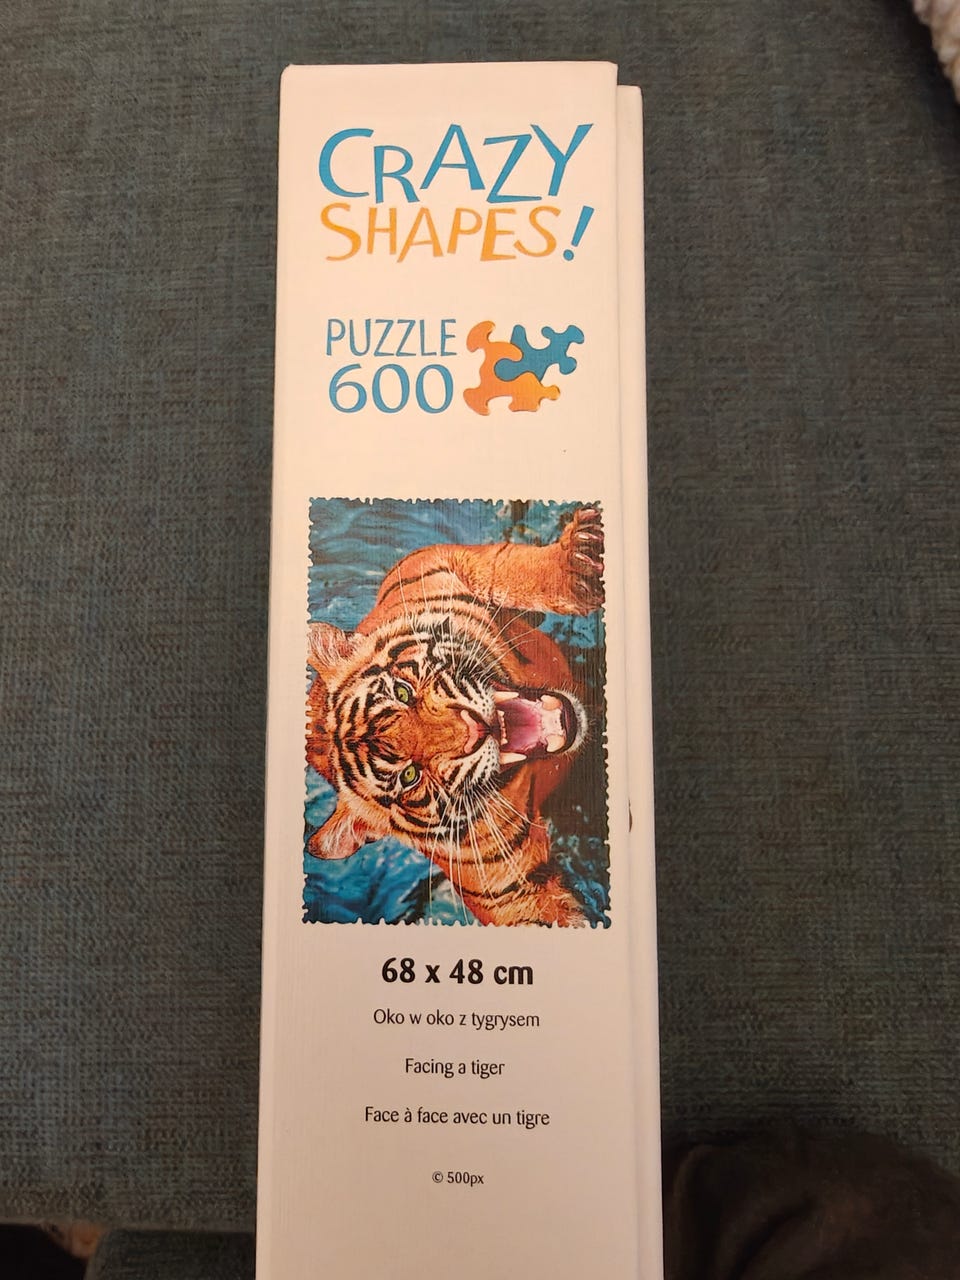 CRAZY
SHAPES!
PUZZLE
600
68 x 48 cm
Oko w oko z tygrysem
Facing a tiger
Face à face avec un tigre
© 500px